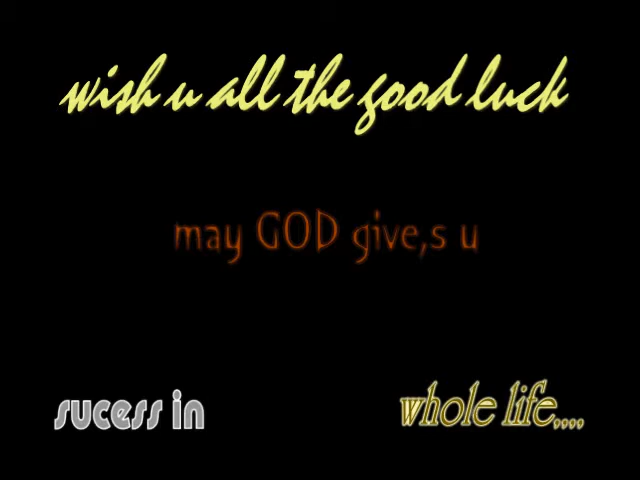 wish u all the good luck
may GOD give,s u
sucess in whole life,,,,